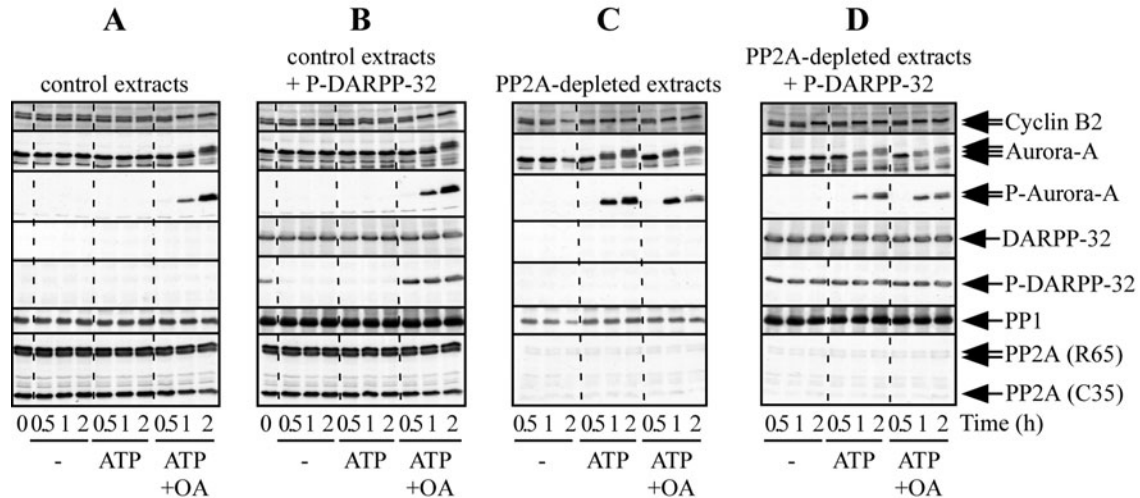 A
B
C
D
control extracts
control extracts
+ P-DARPP-32
PP2A-depleted extracts
PP2A-depleted extracts
+ P-DARPP-32
Cyclin B2
Aurora-A
P-Aurora-A
DARPP-32
P-DARPP-32
PP1
PP2A (R65)
PP2A (C35)
0 0.5 1 2 0.5 1 2 0.5 1 2
0 0.5 1 2 0.5 1 2 0.5 1 2
0.5 1 2 0.5 1 2 0.5 1 2
0.5 1 2 0.5 1 2 0.5 1 2 Time (h)
- ATP ATP
+OA
- ATP ATP
+OA
- ATP ATP
+OA
- ATP ATP
+OA